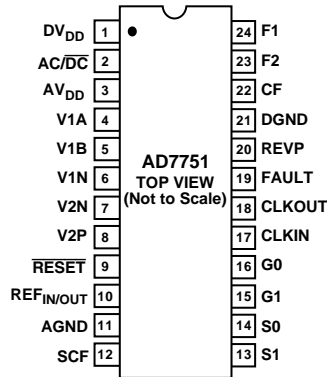 DVDD 1
AC/DC 2
AVDD 3
V1A 4
V1B 5
V1N 6
V2N 7
V2P 8
RESET 9
REFIN/OUT 10
AGND 11
SCF 12
AD7751
TOP VIEW
(Not to Scale)
24 F1
23 F2
22 CF
21 DGND
20 REVP
19 FAULT
18 CLKOUT
17 CLKIN
16 G0
15 G1
14 S0
13 S1